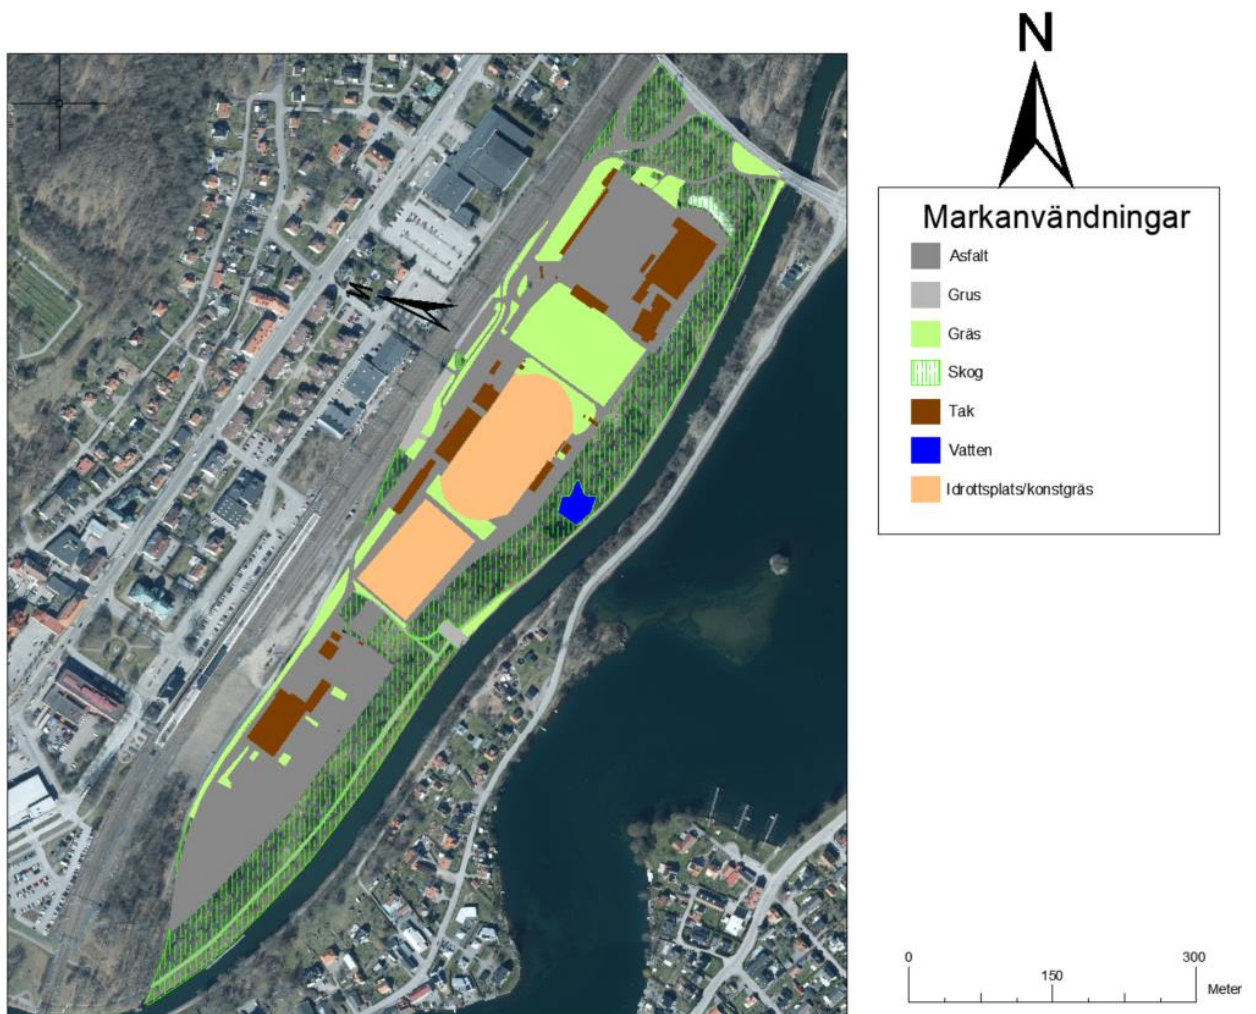 N
N
Markanvändningar
Asfalt
Grus
Gräs
Skog
Tak
Vatten
Idrottsplats/konstgräs
0
150
300
Meter